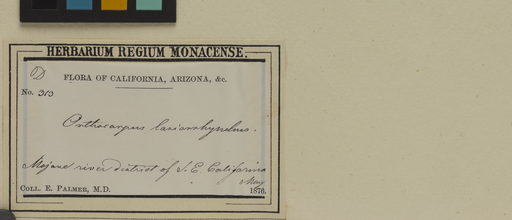 HERBARIUM REGIUM MONACENSE.
FLORA OF CALIFORNIA, ARIZONA, &c.
No. 313
Orthocarpus lasiorhynchus.
Mojave river district of S. E. California
May
COLL. E. PALMER, M.D. 1876.